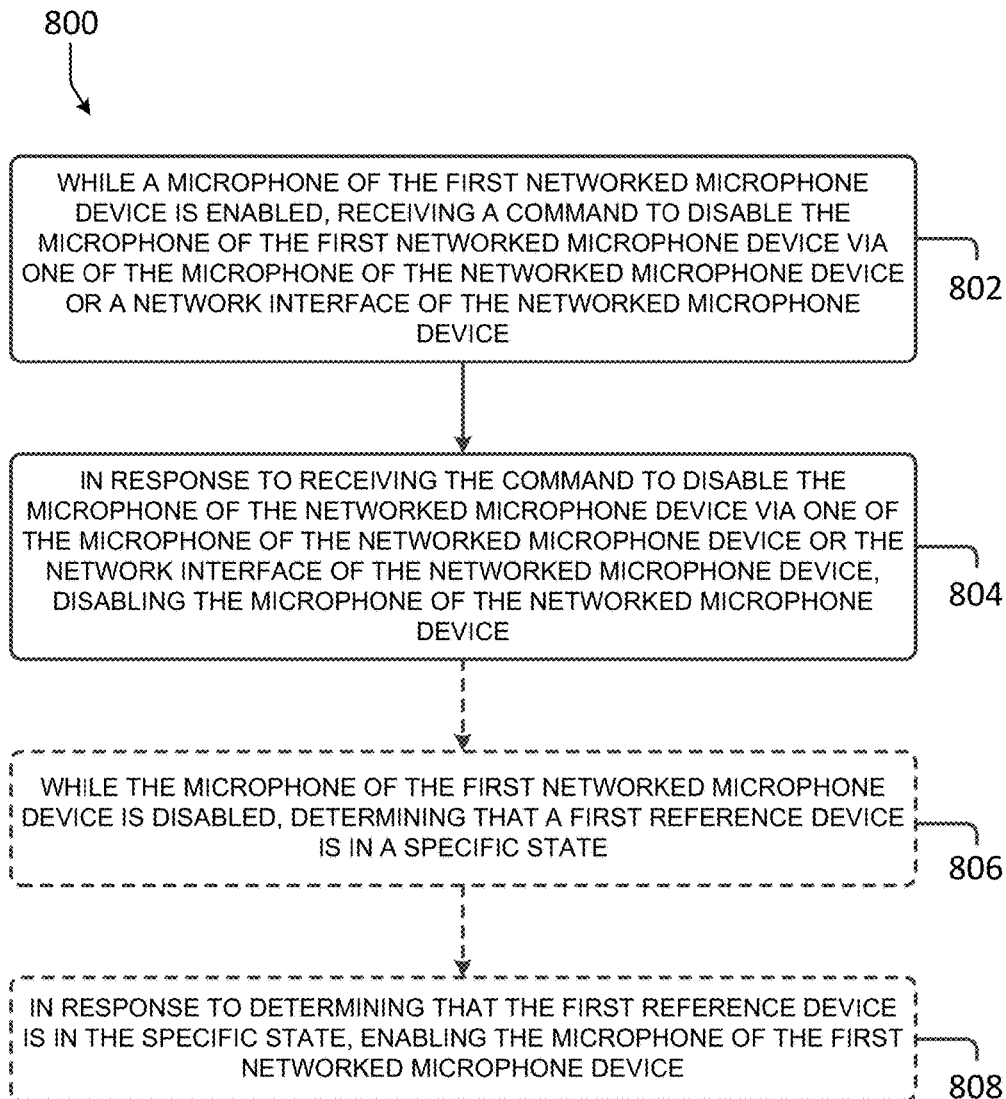 800
WHILE A MICROPHONE OF THE FIRST NETWORKED MICROPHONE
DEVICE IS ENABLED, RECEIVING A COMMAND TO DISABLE THE
MICROPHONE OF THE FIRST NETWORKED MICROPHONE DEVICE VIA
ONE OF THE MICROPHONE OF THE NETWORKED MICROPHONE DEVICE
OR A NETWORK INTERFACE OF THE NETWORKED MICROPHONE
DEVICE
802
IN RESPONSE TO RECEIVING THE COMMAND TO DISABLE THE
MICROPHONE OF THE NETWORKED MICROPHONE DEVICE VIA ONE OF
THE MICROPHONE OF THE NETWORKED MICROPHONE DEVICE OR THE
NETWORK INTERFACE OF THE NETWORKED MICROPHONE DEVICE,
DISABLING THE MICROPHONE OF THE NETWORKED MICROPHONE
DEVICE
804
WHILE THE MICROPHONE OF THE FIRST NETWORKED MICROPHONE
DEVICE IS DISABLED, DETERMINING THAT A FIRST REFERENCE DEVICE
IS IN A SPECIFIC STATE
806
IN RESPONSE TO DETERMINING THAT THE FIRST REFERENCE DEVICE
IS IN THE SPECIFIC STATE, ENABLING THE MICROPHONE OF THE FIRST
NETWORKED MICROPHONE DEVICE
808